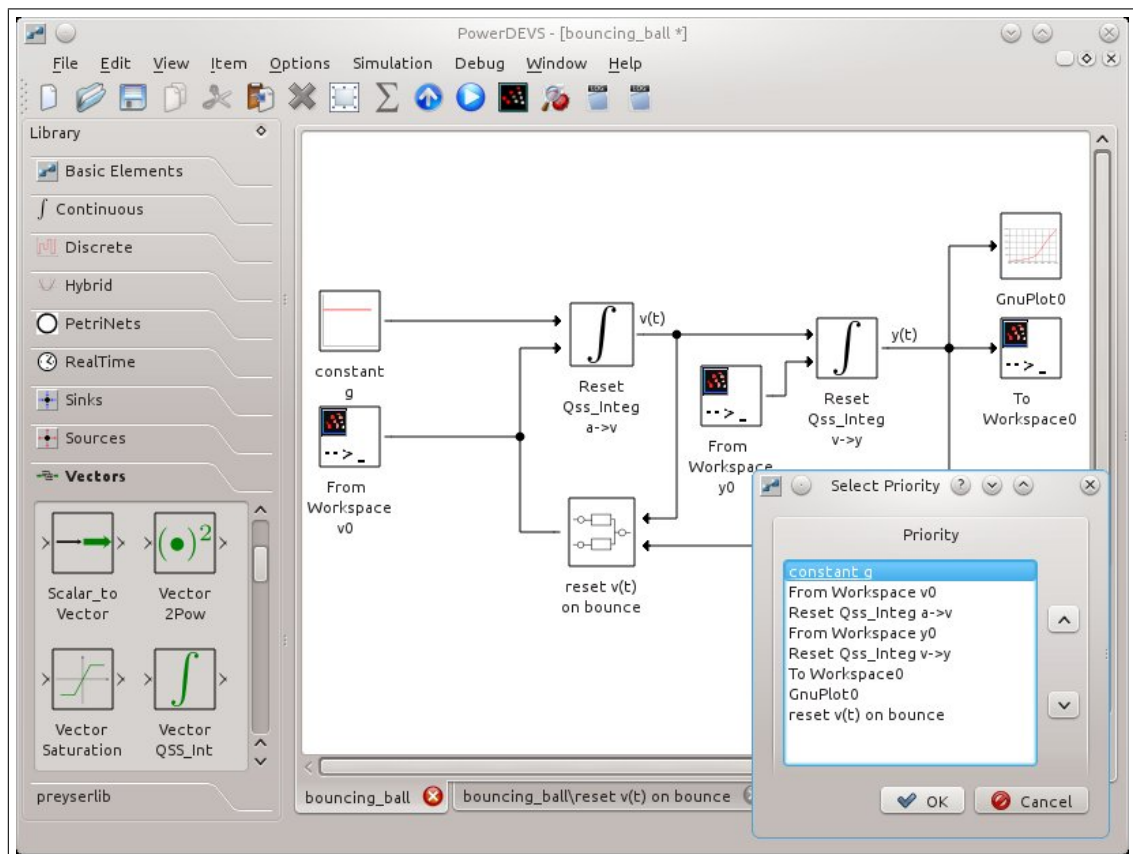 PowerDEVS - [bouncing_ball *]
File Edit View Item Options Simulation Debug Window Help
LOG LOG
Library
Basic Elements
Continuous
Discrete
Hybrid
PetriNets
RealTime
Sinks
Sources
Vectors
Scalar_to
Vector
Vector
2Pow
Vector
Saturation
Vector
QSS_Int
preyserlib
constant
g
-->_
From
Workspace
v0
v(t)
Reset
Qss_Integ
a->v
reset v(t)
on bounce
-->_
From
Workspace
y0
y(t)
Reset
Qss_Integ
v->y
GnuPlot0
-->_
To
Workspace0
bouncing_ball
bouncing_ball\reset v(t) on bounce
Select Priority
Priority
constant g
From Workspace v0
Reset Qss_Integ a->v
From Workspace y0
Reset Qss_Integ v->y
To Workspace0
GnuPlot0
reset v(t) on bounce
OK
Cancel